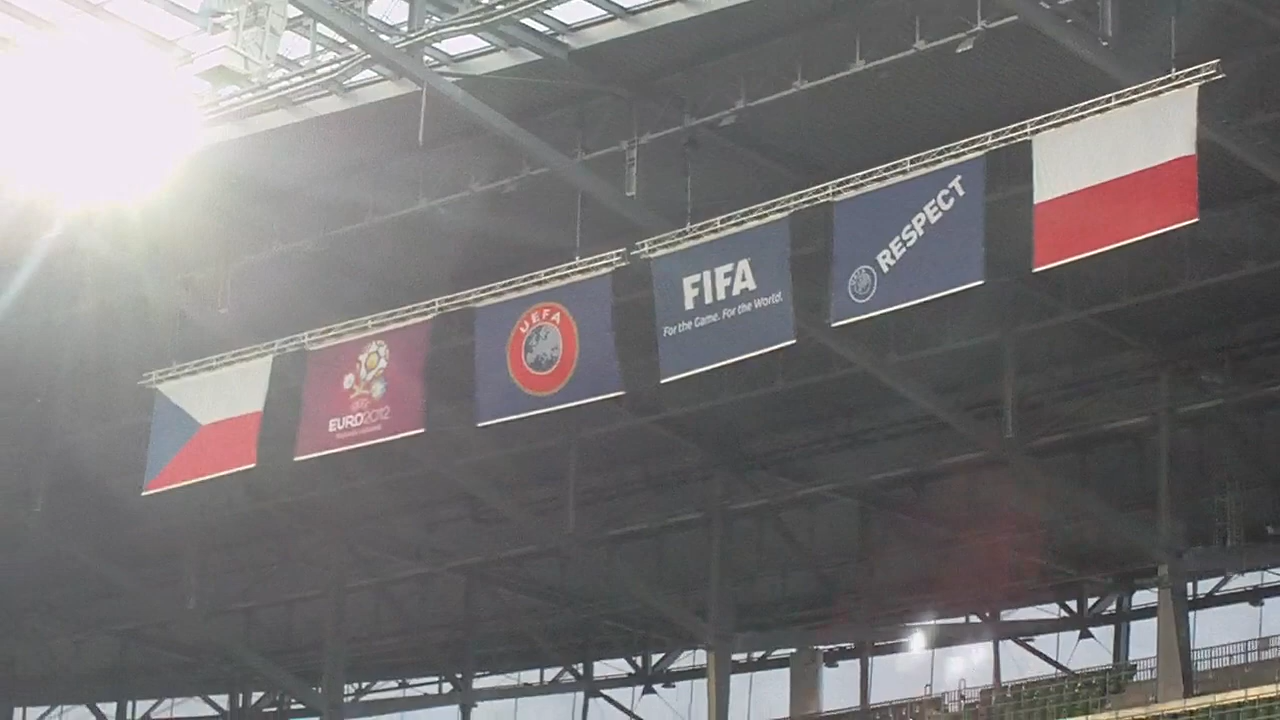 EURO2012
UEFA
FIFA
For the Game. For the World.
RESPECT